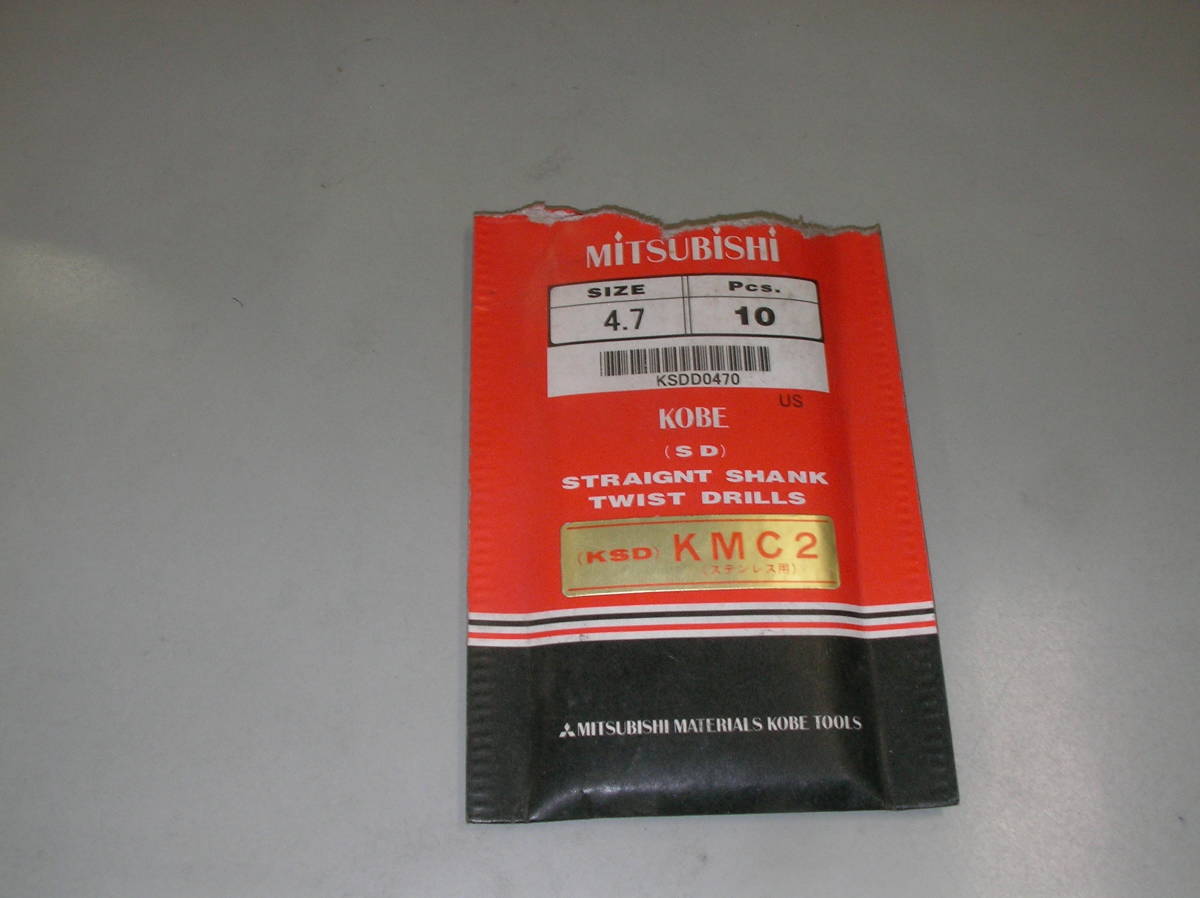 MiTSUBiSHi
SIZE Pcs.
4.7 10
KSDD0470
US
KOBE
(SD)
STRAIGNT SHANK
TWIST DRILLS
(KSD) KMC2
(ステンレス用)
MITSUBISHI MATERIALS KOBE TOOLS